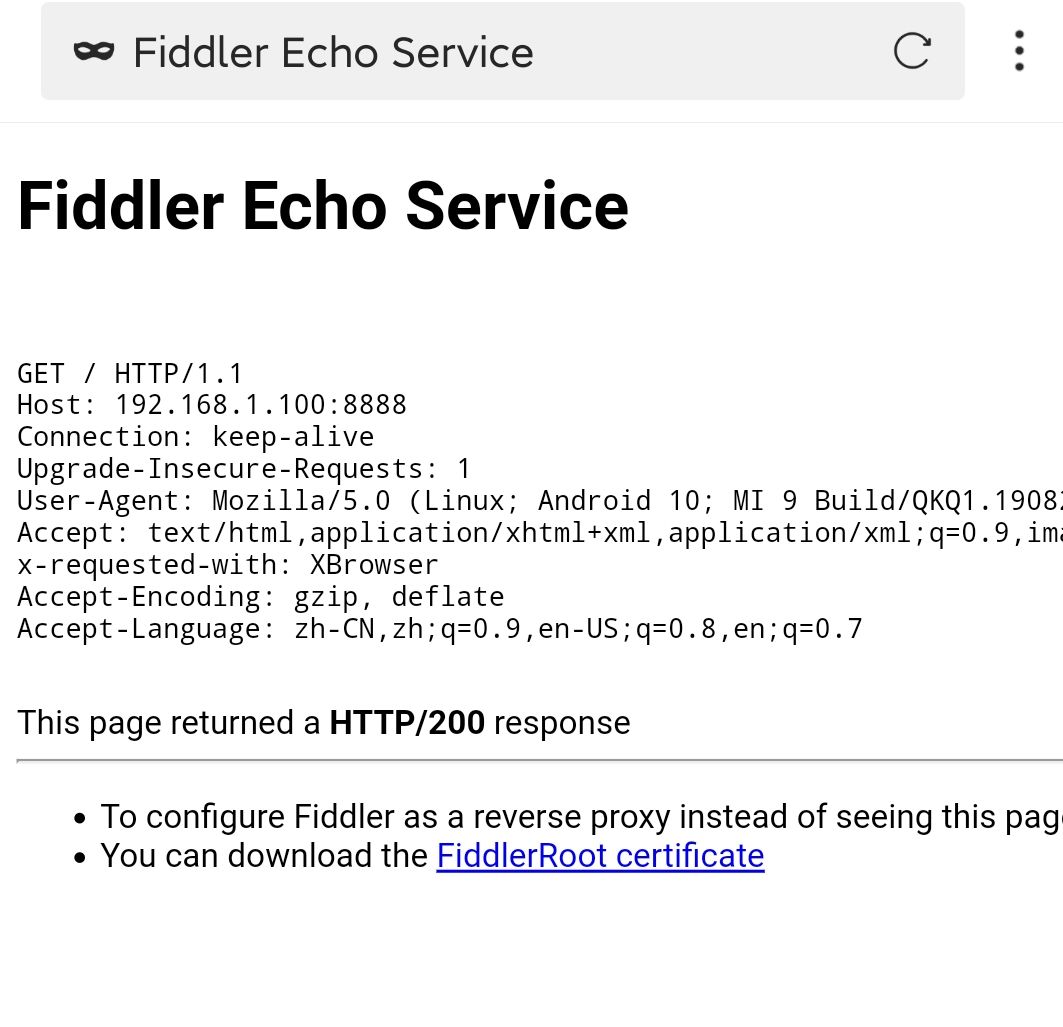 Fiddler Echo Service
Fiddler Echo Service
GET / HTTP/1.1
Host: 192.168.1.100:8888
Connection: keep-alive
Upgrade-Insecure-Requests: 1
User-Agent: Mozilla/5.0 (Linux; Android 10; MI 9 Build/QKQ1.1908
Accept: text/html,application/xhtml+xml,application/xml;q=0.9,im
x-requested-with: XBrowser
Accept-Encoding: gzip, deflate
Accept-Language: zh-CN,zh;q=0.9,en-US;q=0.8,en;q=0.7
This page returned a HTTP/200 response
• To configure Fiddler as a reverse proxy instead of seeing this pag
• You can download the FiddlerRoot certificate